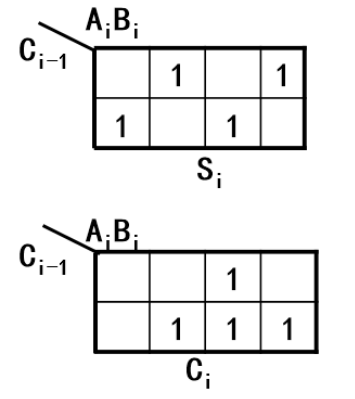 AᵢBᵢ
Cᵢ₋₁
1 1
1 1
Sᵢ
AᵢBᵢ
Cᵢ₋₁
1
1 1 1
Cᵢ